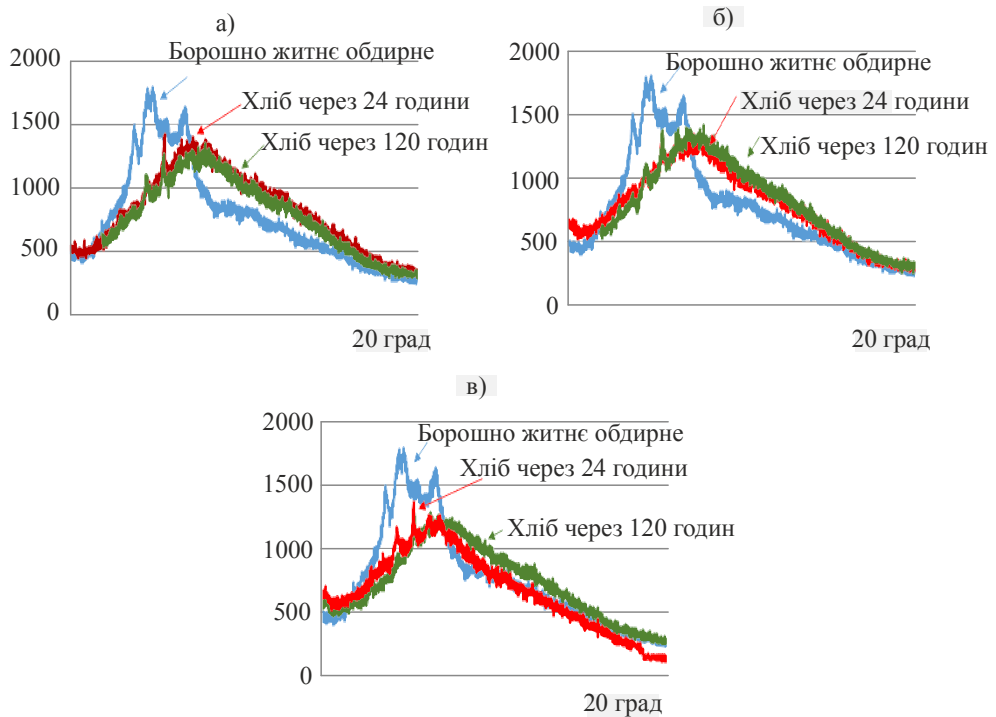 а)
Борошно житнє обдирне
Хліб через 24 години
Хліб через 120 годин
2000
1500
1000
500
0
20 град
б)
Борошно житнє обдирне
Хліб через 24
Хліб через 120 годин
2000
1500
1000
500
0
20 град
в)
Борошно житнє обдирне
Хліб через 24 години
Хліб через 120 годин
2000
1500
1000
500
0
20 град